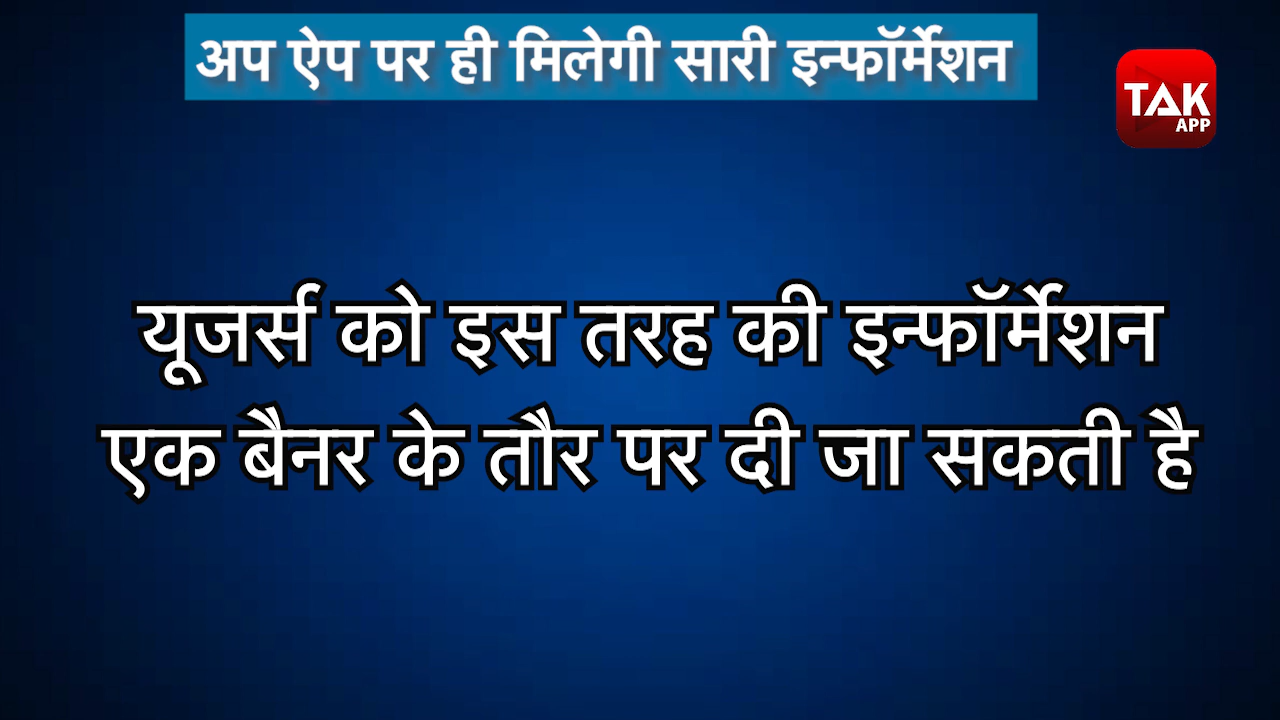 अप ऐप पर ही मिलेगी सारी इन्फॉर्मेशन
TAK
APP
यूजर्स को इस तरह की इन्फॉर्मेशन
एक बैनर के तौर पर दी जा सकती है